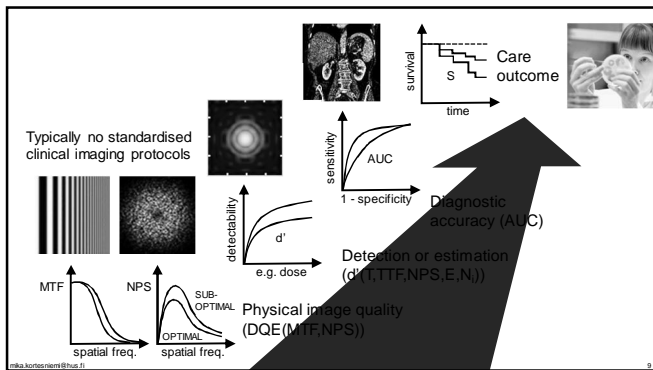 survival
S
time
Care
outcome
Typically no standardised
clinical imaging protocols
sensitivity
AUC
1 - specificity
Diagnostic
accuracy (AUC)
detectability
d'
e.g. dose
Detection or estimation
(d'(T,TTF,NPS,E,Nᵢ))
MTF
spatial freq.
NPS
SUB-
OPTIMAL
OPTIMAL
spatial freq.
Physical image quality
(DQE(MTF,NPS))
mika.kortesniemi@hus.fi
9